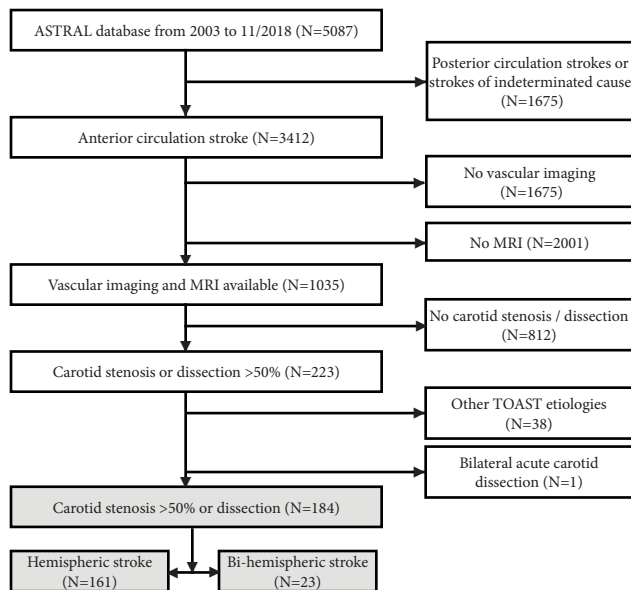 ASTRAL database from 2003 to 11/2018 (N=5087)
Posterior circulation strokes or
strokes of indeterminated cause
(N=1675)
Anterior circulation stroke (N=3412)
No vascular imaging
(N=1675)
No MRI (N=2001)
Vascular imaging and MRI available (N=1035)
No carotid stenosis / dissection
(N=812)
Carotid stenosis or dissection >50% (N=223)
Other TOAST etiologies
(N=38)
Bilateral acute carotid
dissection (N=1)
Carotid stenosis >50% or dissection (N=184)
Hemispheric stroke
(N=161)
Bi-hemispheric stroke
(N=23)